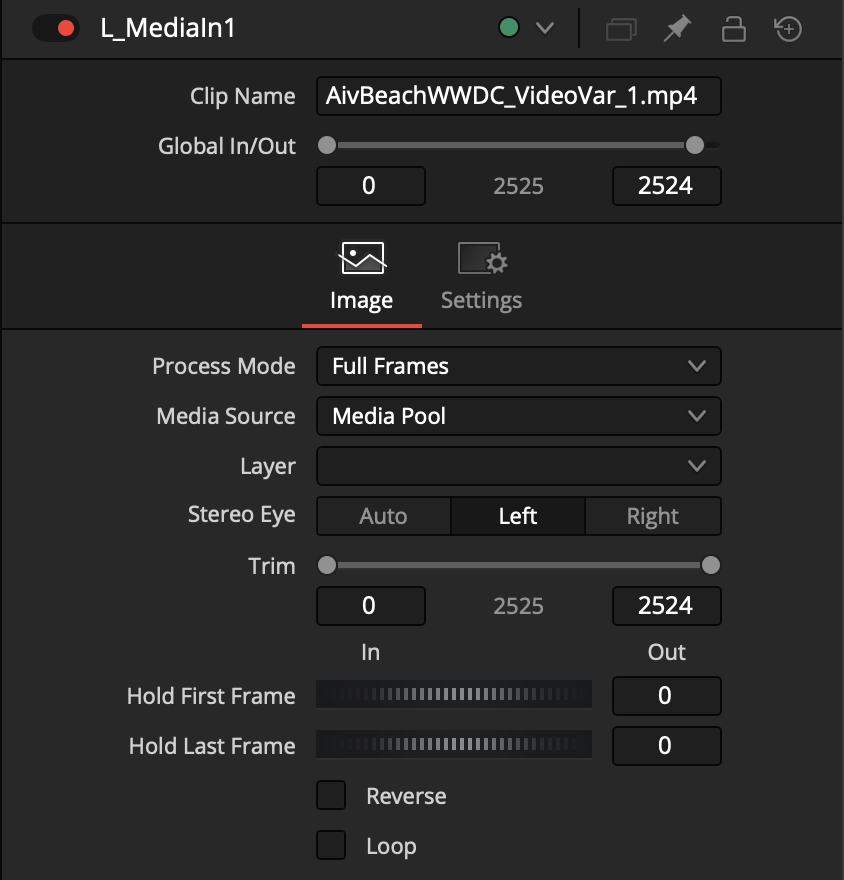 L_MediaIn1
Clip Name AivBeachWWDC_VideoVar_1.mp4
Global In/Out
0 2525 2524
Image Settings
Process Mode Full Frames
Media Source Media Pool
Layer
Stereo Eye Auto Left Right
Trim
0 2525 2524
In Out
Hold First Frame 0
Hold Last Frame 0
Reverse
Loop